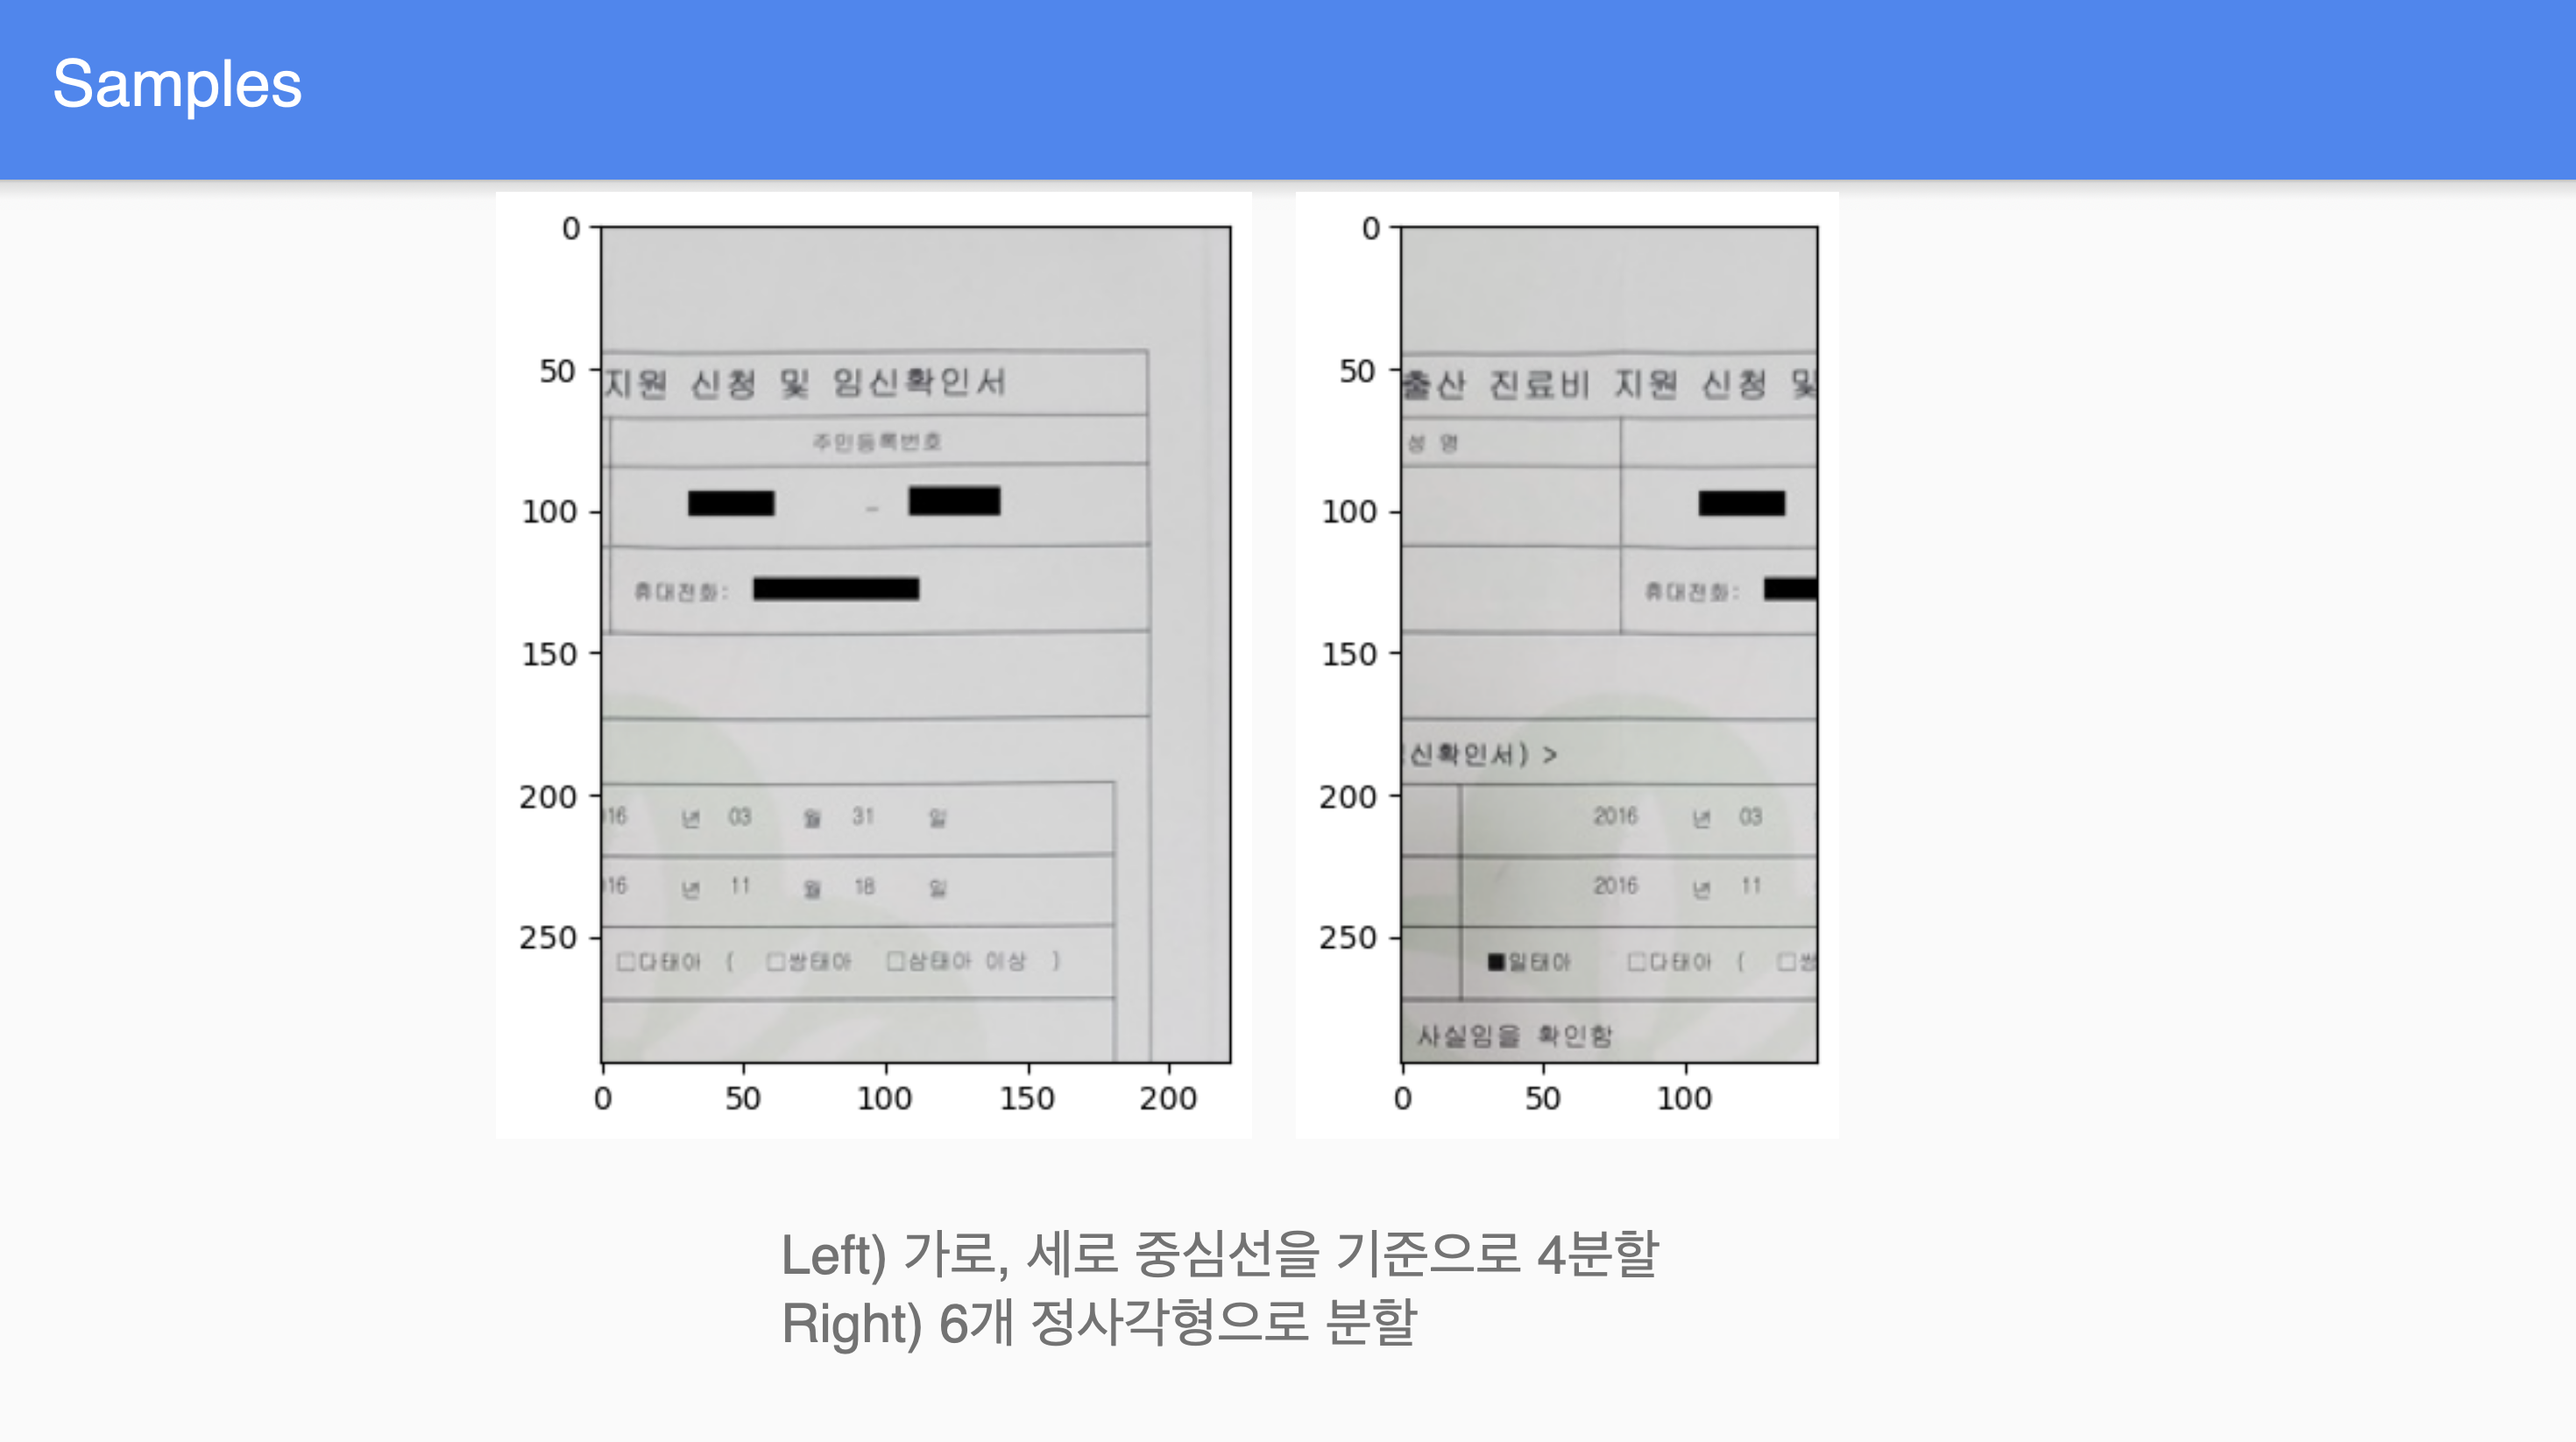 Samples
0
50
100
150
200
250
지원 신청 및 임신확인서
주민등록번호
-
휴대전화:
016 년 03 월 31 일
016 년 11 월 18 일
□다태아 ( □쌍태아 □삼태아 이상 )
0 50 100 150 200
0
50
100
150
200
250
출산 진료비 지원 신청 및
성 명
휴대전화:
신확인서) >
2016 년 03
2016 년 11
■일태아 □다태아 ( □쌍
사실임을 확인함
0 50 100
Left) 가로, 세로 중심선을 기준으로 4분할
Right) 6개 정사각형으로 분할